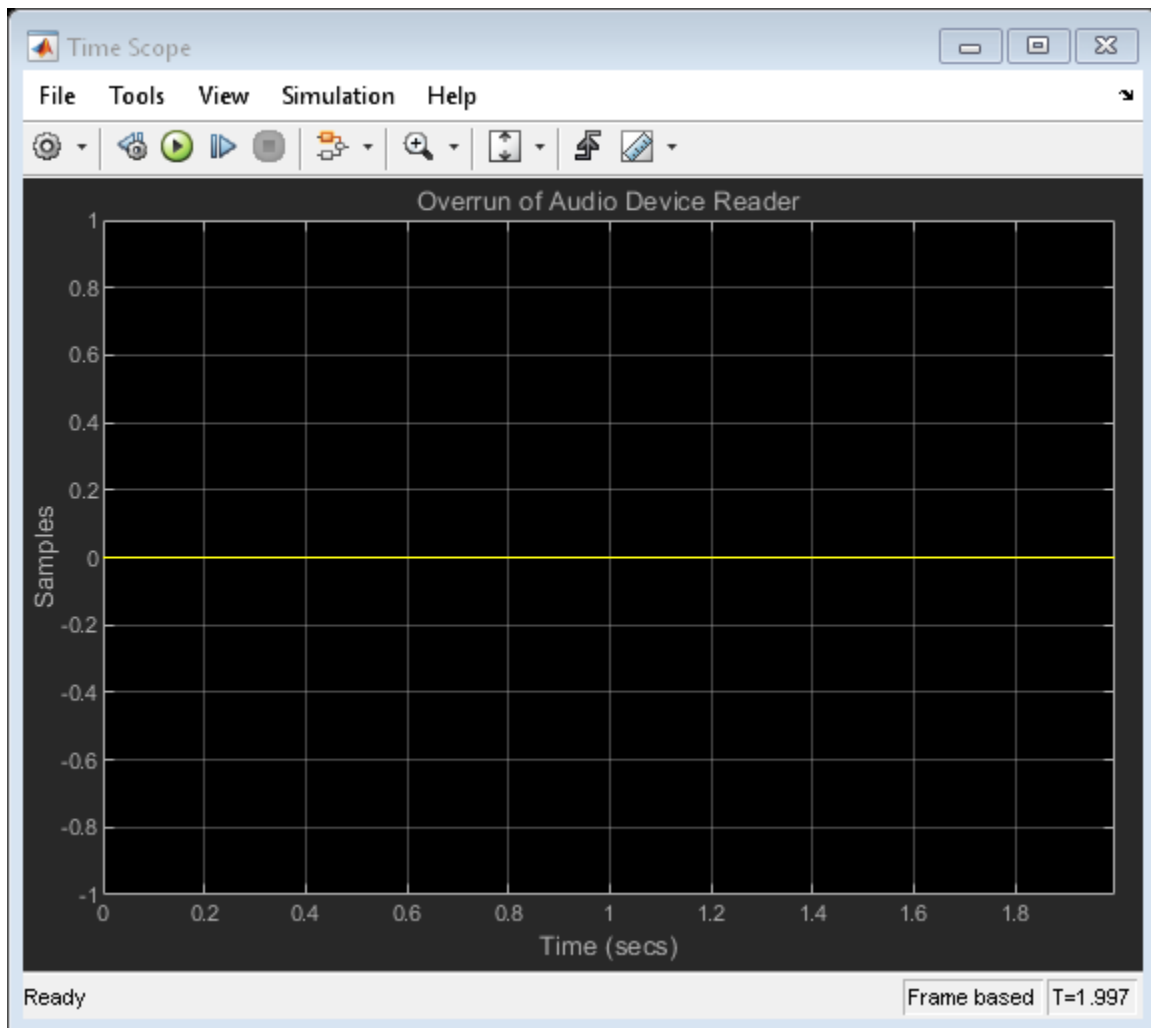 Time Scope
File Tools View Simulation Help
Overrun of Audio Device Reader
1
0.8
0.6
0.4
0.2
0
-0.2
-0.4
-0.6
-0.8
-1
Samples
0 0.2 0.4 0.6 0.8 1 1.2 1.4 1.6 1.8
Time (secs)
Ready Frame based T=1.997